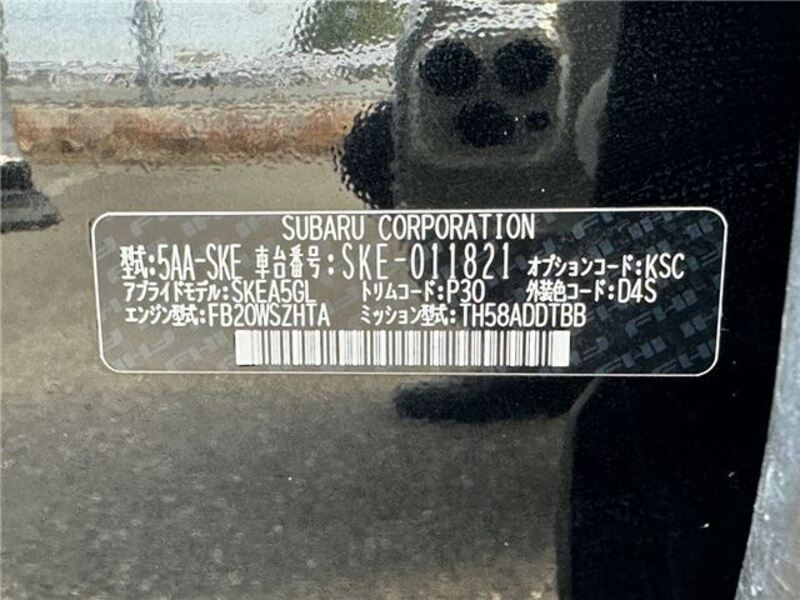 SUBARU CORPORATION
型式:5AA-SKE 車台番号:SKE-011821 オプションコード:KSC
アプライドモデル:SKEA5GL トリムコード:P30 外装色コード:D4S
エンジン型式:FB20WSZHTA ミッション型式:TH58ADDTBB